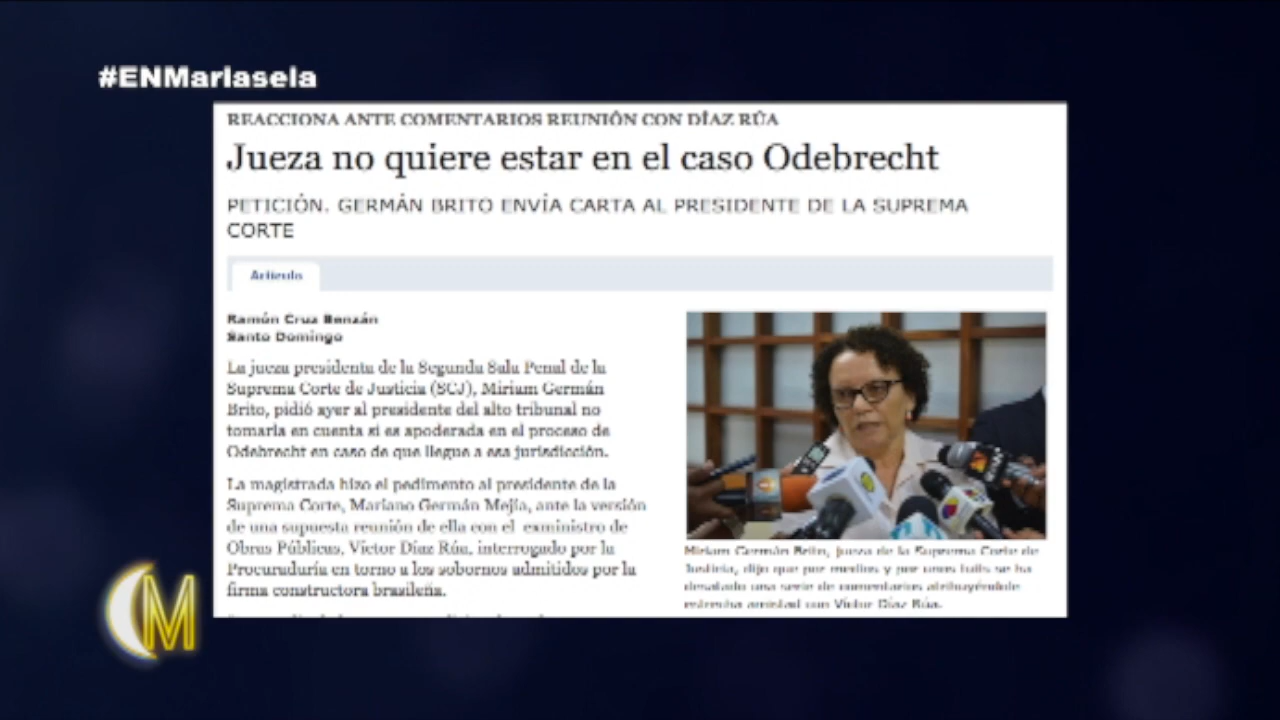 #ENMariasela
REACCIONA ANTE COMENTARIOS REUNIÓN CON DÍAZ RÚA
Jueza no quiere estar en el caso Odebrecht
PETICIÓN. GERMÁN BRITO ENVÍA CARTA AL PRESIDENTE DE LA SUPREMA
CORTE
Artículo
Ramón Cruz Benzán
Santo Domingo
La jueza presidenta de la Segunda Sala Penal de la
Suprema Corte de Justicia (SCJ), Miriam Germán
Brito, pidió ayer al presidente del alto tribunal no
tomarla en cuenta si es apoderada en el proceso de
Odebrecht en caso de que llegue a esa jurisdicción.
La magistrada hizo el pedimento al presidente de la
Suprema Corte, Mariano Germán Mejía, ante la versión
de una supuesta reunión de ella con el exministro de
Obras Públicas, Víctor Díaz Rúa, interrogado por la
Procuraduría en torno a los sobornos admitidos por la
firma constructora brasileña.
Miriam Germán Brito, jueza de la Suprema Corte de
Justicia, dijo que por medios y por unos twits se ha
desatado una serie de comentarios atribuyéndole
estrecha amistad con Víctor Díaz Rúa.
M